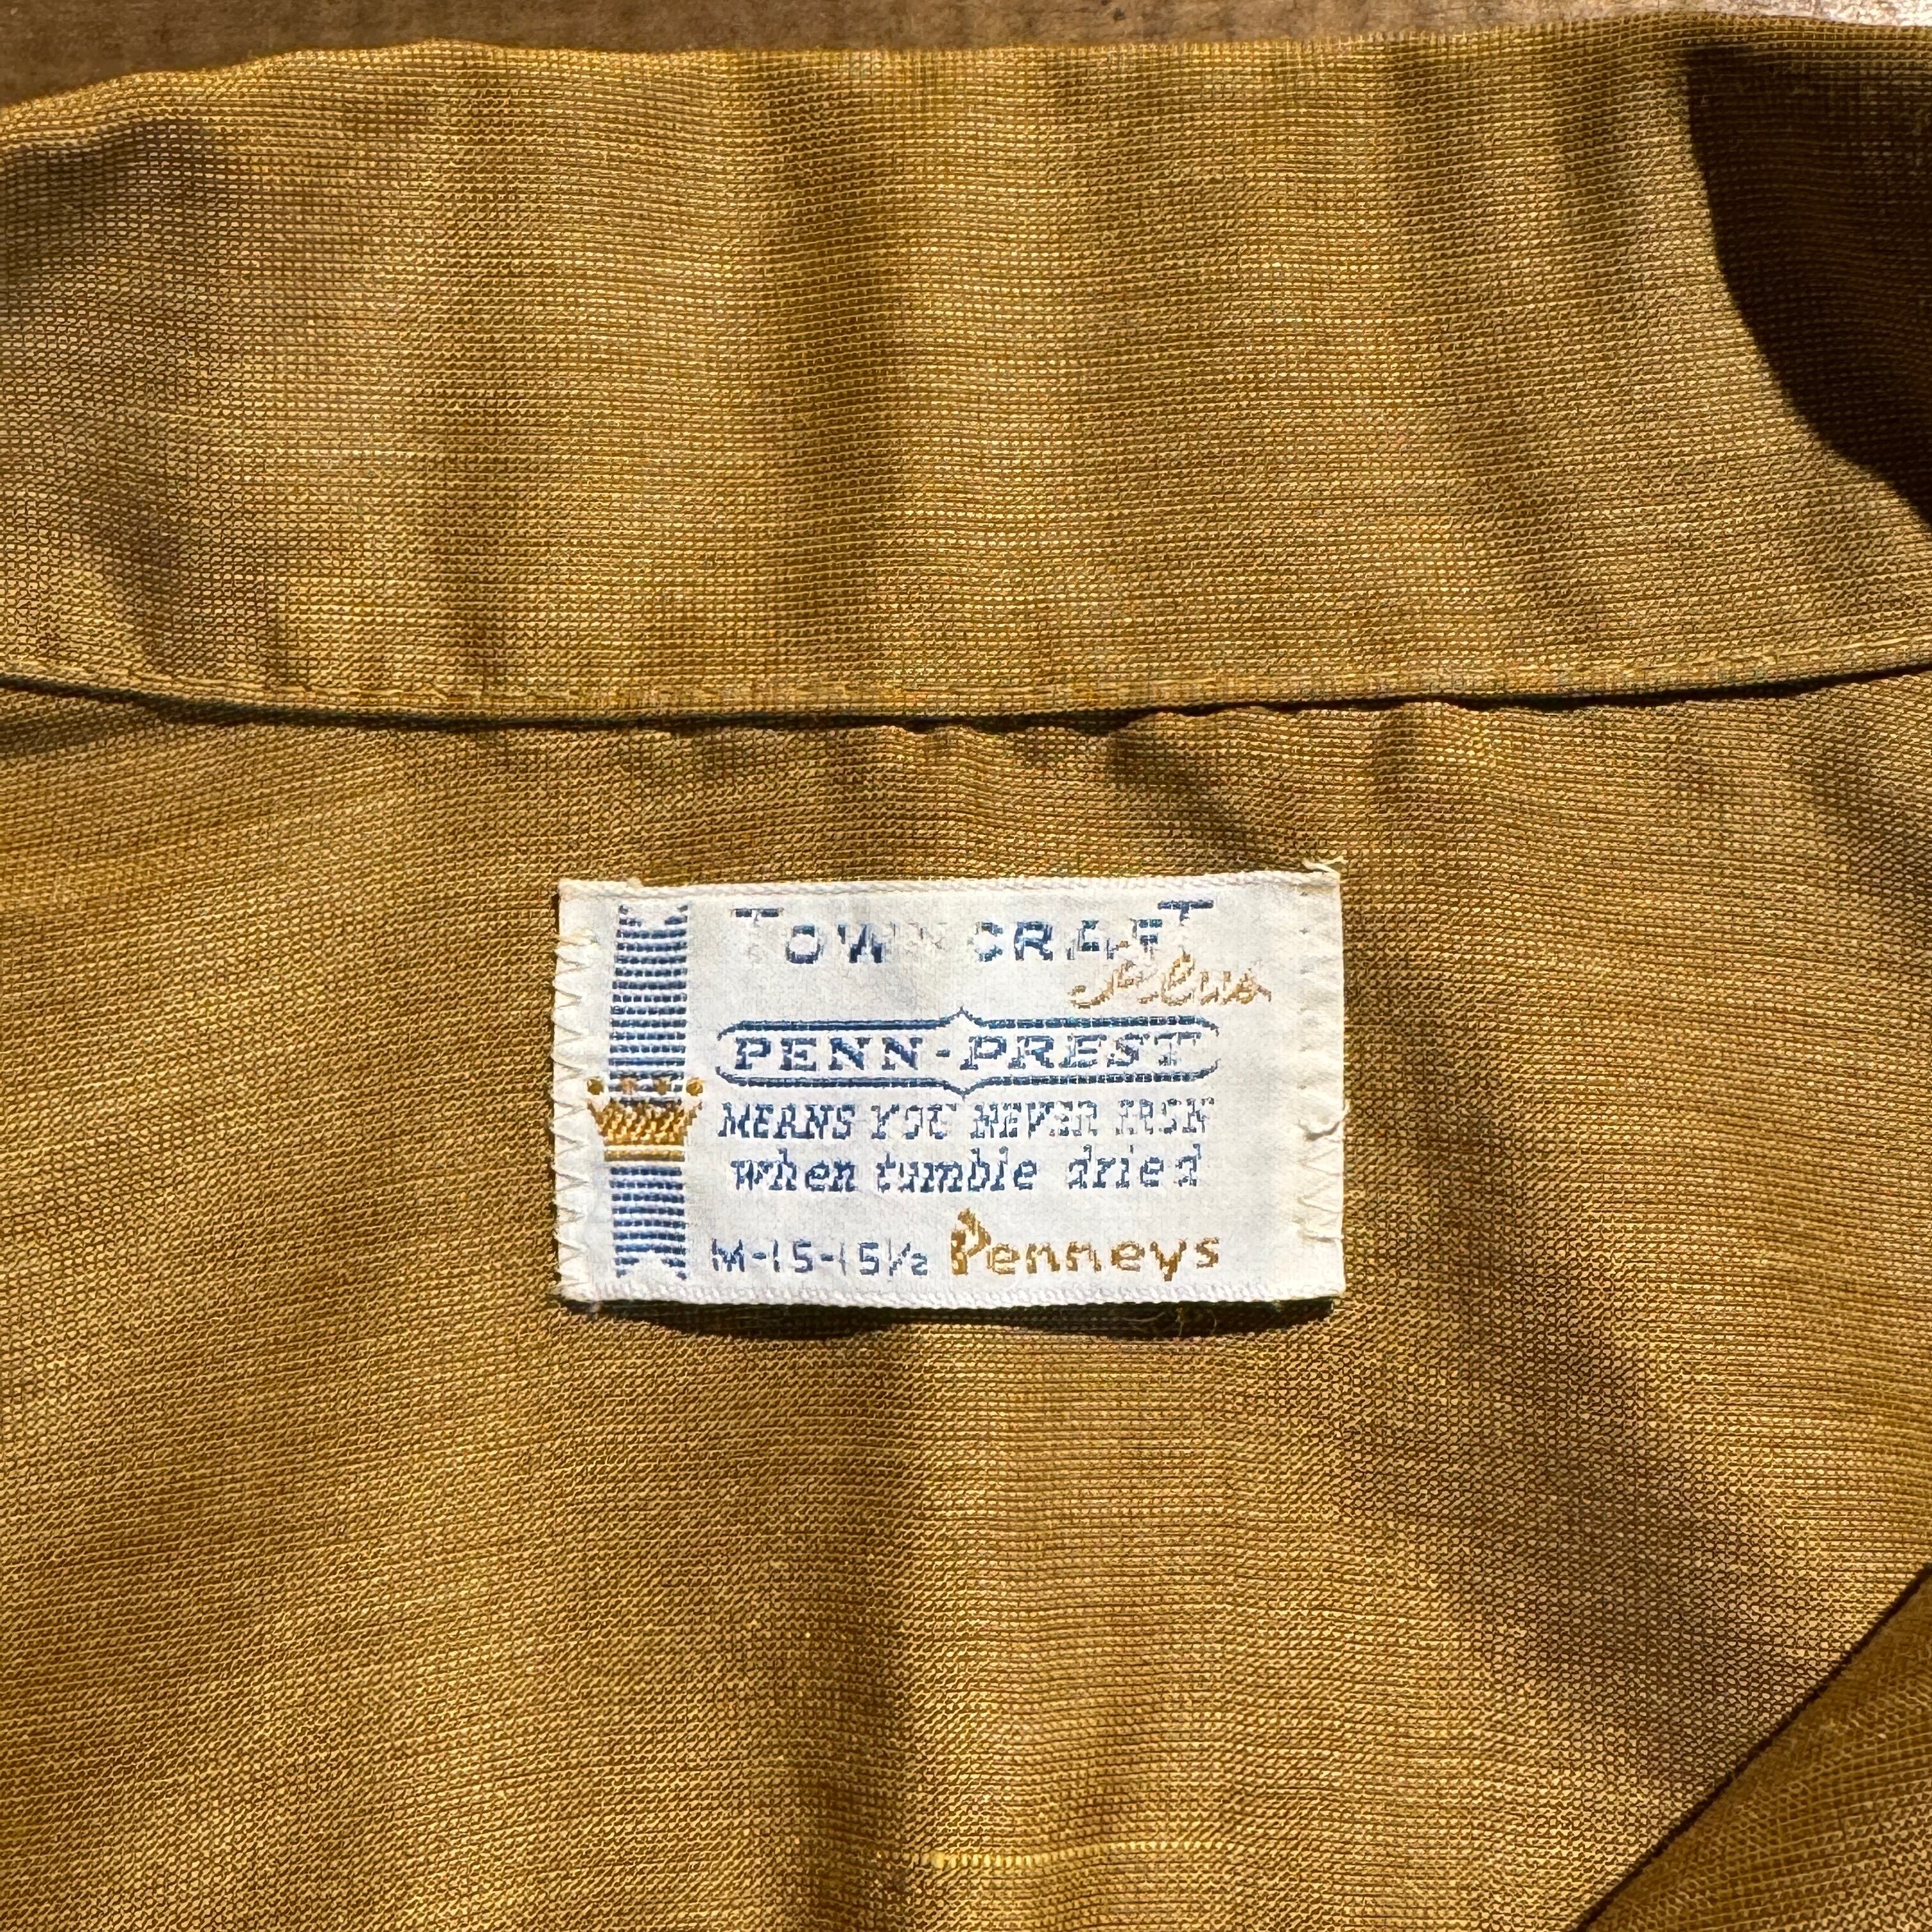 TOWNCRAFT
Plus
PENN-PREST
MEANS YOU NEVER IRON
when tumble dried
M-15-15½ Penneys